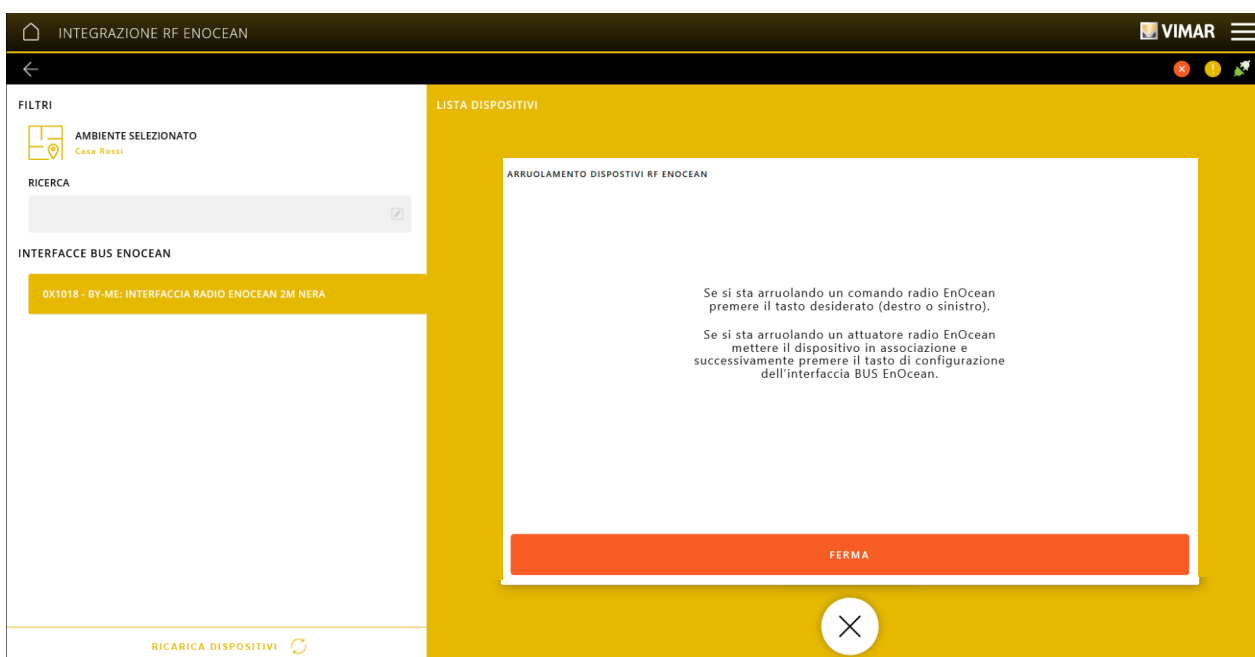 INTEGRAZIONE RF ENOCEAN
VIMAR
FILTRI
AMBIENTE SELEZIONATO
Casa Rossi
RICERCA
INTERFACCE BUS ENOCEAN
0X1018 - BY-ME: INTERFACCIA RADIO ENOCEAN 2M NERA
RICARICA DISPOSITIVI
LISTA DISPOSITIVI
ARRUOLAMENTO DISPOSTIVI RF ENOCEAN
Se si sta arruolando un comando radio EnOcean
premere il tasto desiderato (destro o sinistro).
Se si sta arruolando un attuatore radio EnOcean
mettere il dispositivo in associazione e
successivamente premere il tasto di configurazione
dell'interfaccia BUS EnOcean.
FERMA